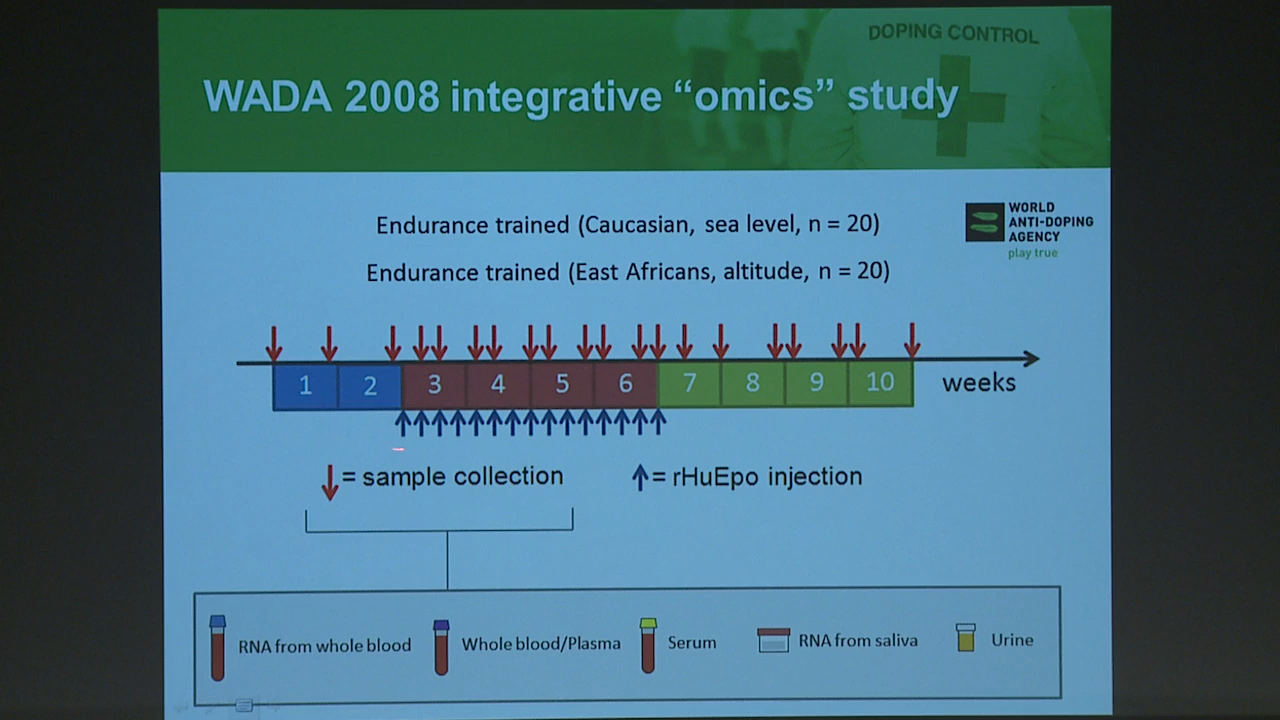 DOPING CONTROL
WADA 2008 integrative “omics” study
Endurance trained (Caucasian, sea level, n = 20)
WORLD
ANTI-DOPING
AGENCY
play true
Endurance trained (East Africans, altitude, n = 20)
1 2 3 4 5 6 7 8 9 10 weeks
= sample collection = rHuEpo injection
RNA from whole blood Whole blood/Plasma Serum RNA from saliva Urine